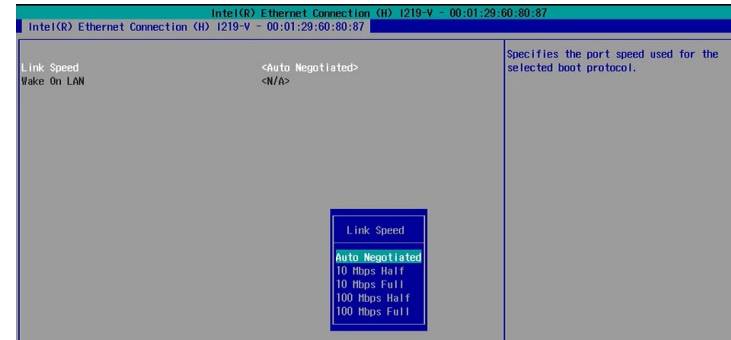 Intel(R) Ethernet Connection (H) I219-V - 00:01:29:60:80:87
Intel(R) Ethernet Connection (H) I219-V - 00:01:29:60:80:87
Link Speed <Auto Negotiated>
Wake On LAN <N/A>
Specifies the port speed used for the
selected boot protocol.
Link Speed
Auto Negotiated
10 Mbps Half
10 Mbps Full
100 Mbps Half
100 Mbps Full